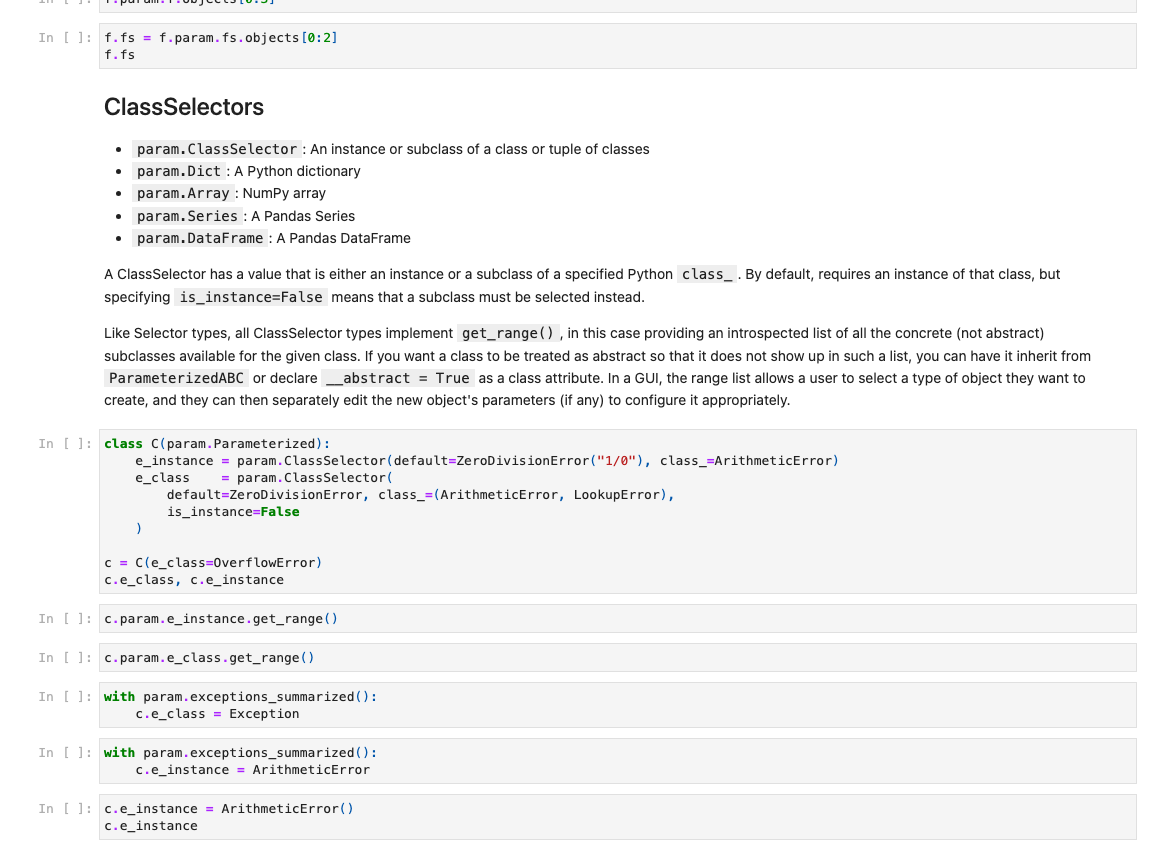 In [ ]: f.param.f.objects[0:3]
In [ ]: f.fs = f.param.fs.objects[0:2]
f.fs
ClassSelectors
• param.ClassSelector : An instance or subclass of a class or tuple of classes
• param.Dict : A Python dictionary
• param.Array : NumPy array
• param.Series : A Pandas Series
• param.DataFrame : A Pandas DataFrame
A ClassSelector has a value that is either an instance or a subclass of a specified Python class_ . By default, requires an instance of that class, but
specifying is_instance=False means that a subclass must be selected instead.
Like Selector types, all ClassSelector types implement get_range() , in this case providing an introspected list of all the concrete (not abstract)
subclasses available for the given class. If you want a class to be treated as abstract so that it does not show up in such a list, you can have it inherit from
ParameterizedABC or declare __abstract = True as a class attribute. In a GUI, the range list allows a user to select a type of object they want to
create, and they can then separately edit the new object's parameters (if any) to configure it appropriately.
In [ ]: class C(param.Parameterized):
    e_instance = param.ClassSelector(default=ZeroDivisionError("1/0"), class_=ArithmeticError)
    e_class    = param.ClassSelector(
        default=ZeroDivisionError, class_=(ArithmeticError, LookupError),
        is_instance=False
    )
c = C(e_class=OverflowError)
c.e_class, c.e_instance
In [ ]: c.param.e_instance.get_range()
In [ ]: c.param.e_class.get_range()
In [ ]: with param.exceptions_summarized():
    c.e_class = Exception
In [ ]: with param.exceptions_summarized():
    c.e_instance = ArithmeticError
In [ ]: c.e_instance = ArithmeticError()
c.e_instance